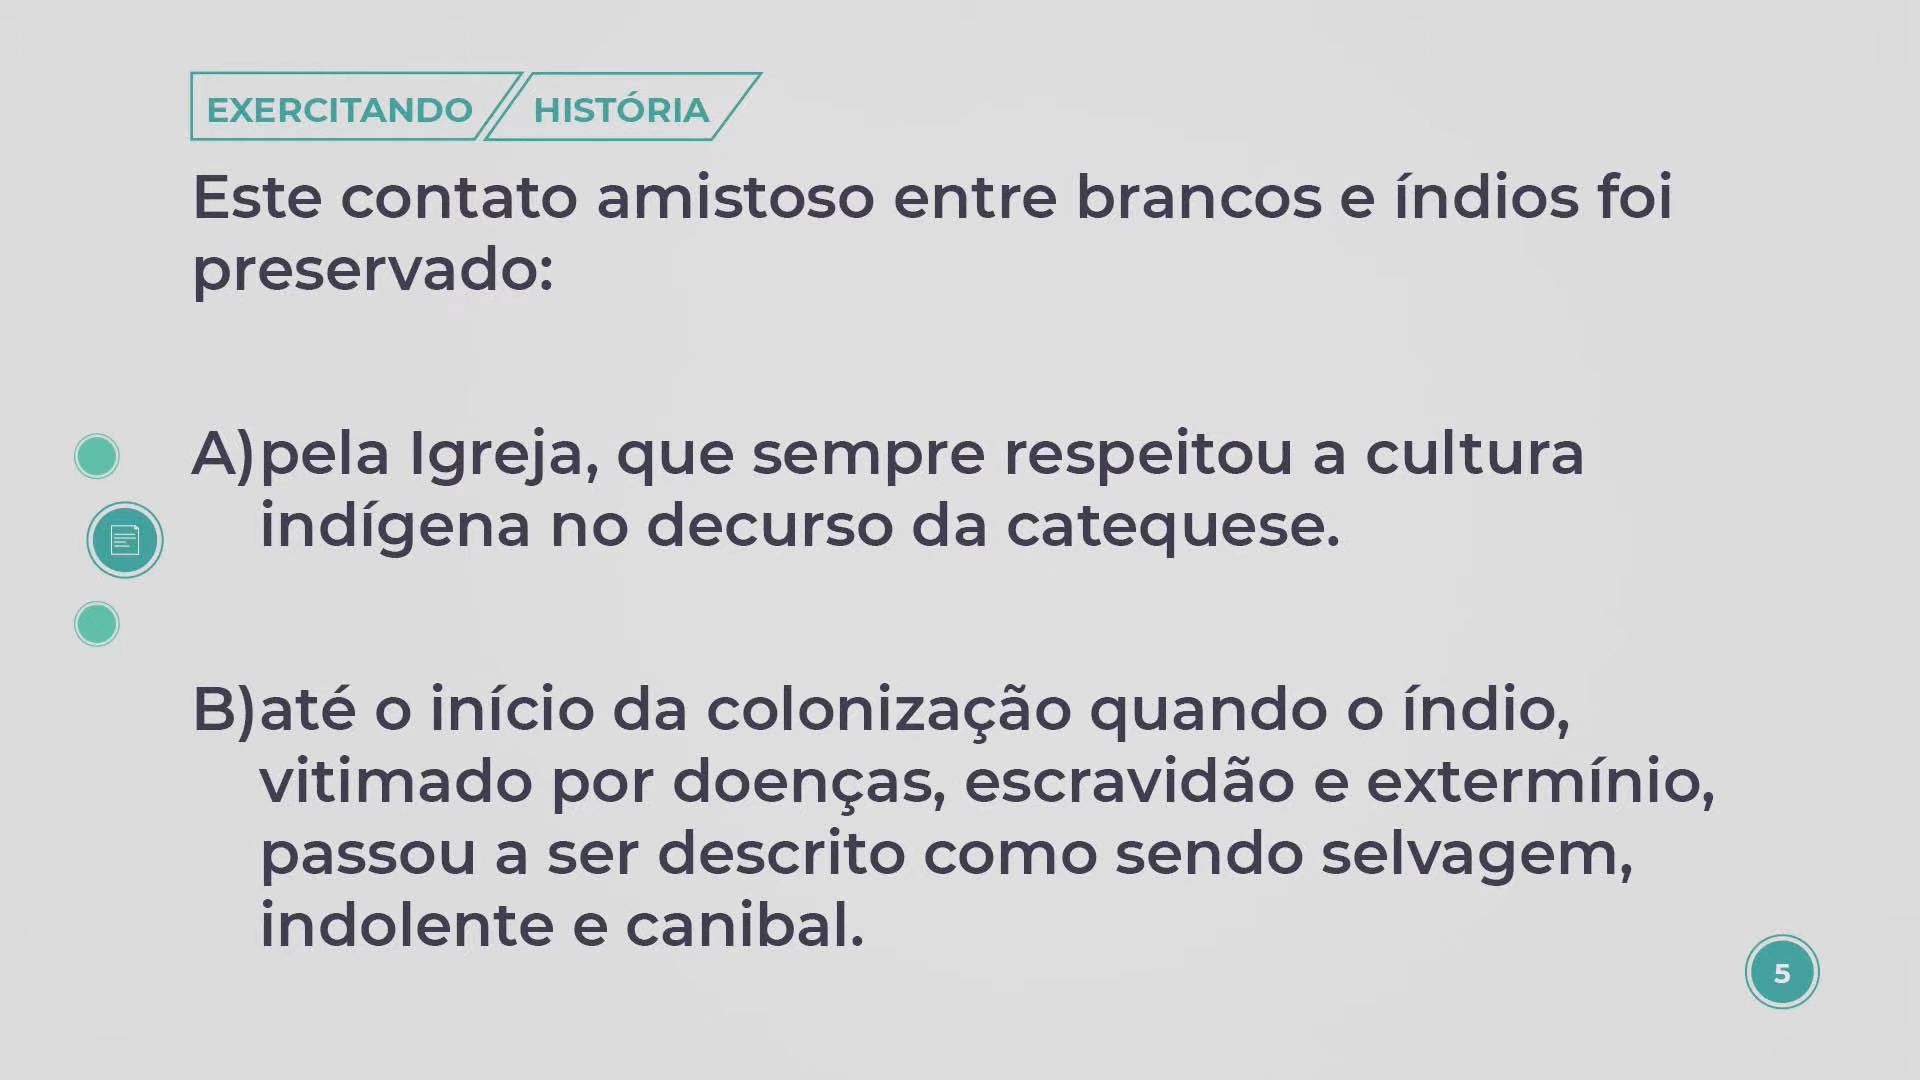 EXERCITANDO HISTÓRIA
Este contato amistoso entre brancos e índios foi
preservado:
A) pela Igreja, que sempre respeitou a cultura
indígena no decurso da catequese.
B) até o início da colonização quando o índio,
vitimado por doenças, escravidão e extermínio,
passou a ser descrito como sendo selvagem,
indolente e canibal.
5